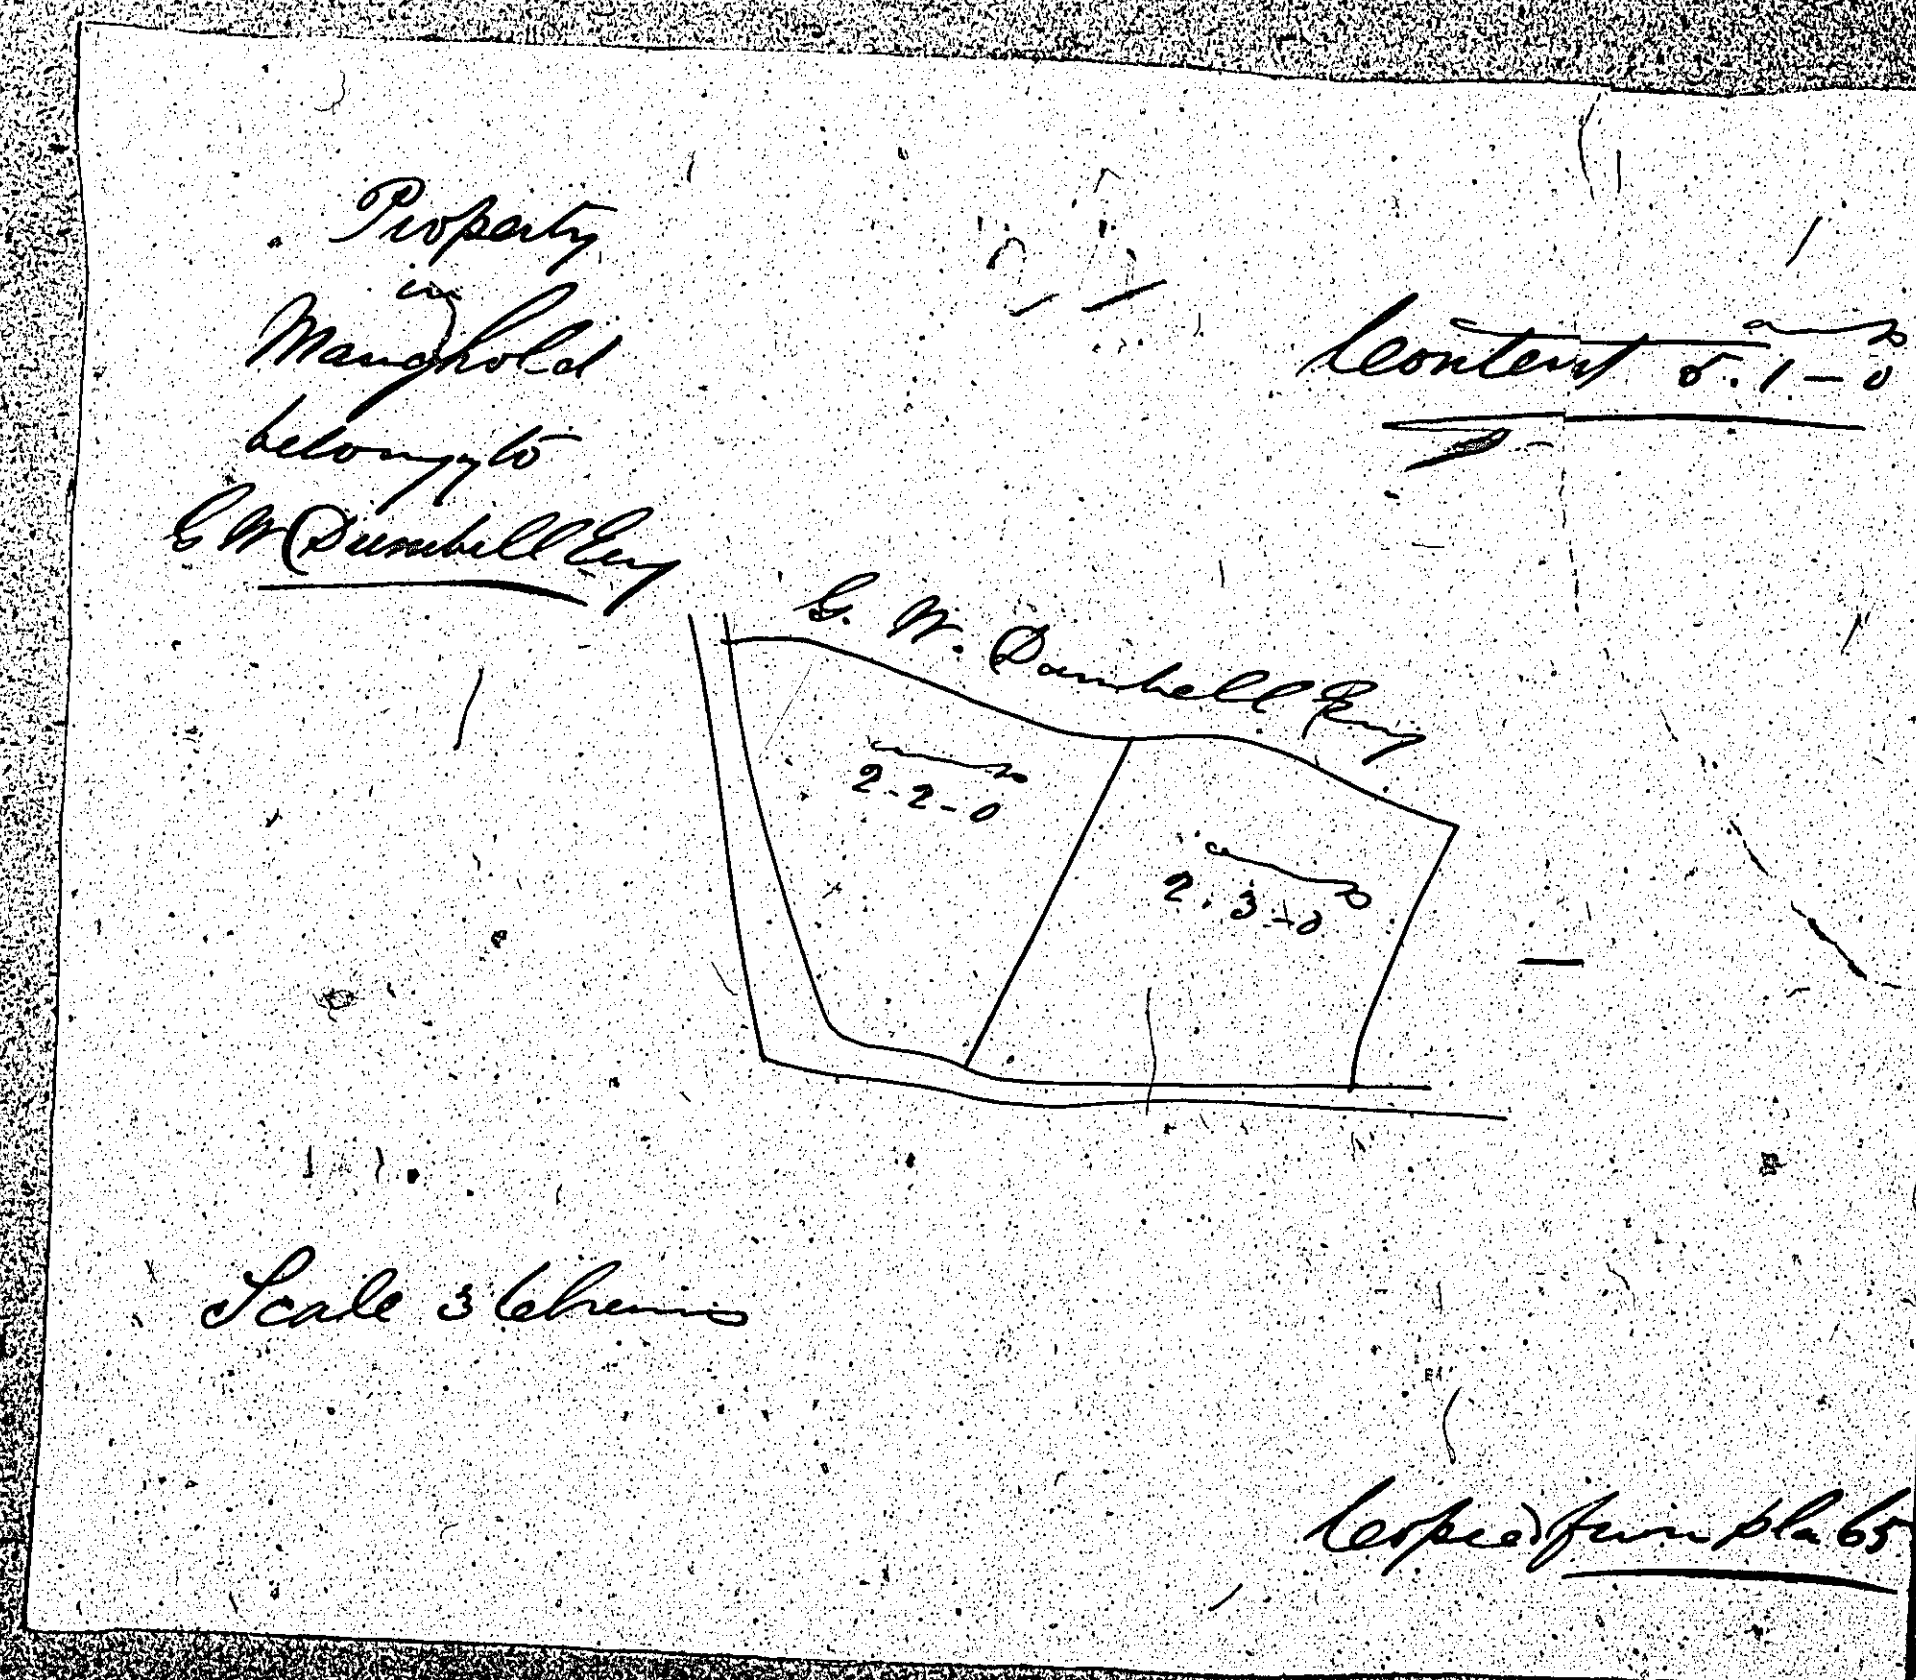 Property
in
Maughold
belongg to
G W Dumbell Esq
Content 5. 1 - 0
G. W. Dumbell Esq
2 - 2 - 0
2. 3 - 0
Scale 3 Chains
Copied from pla 65